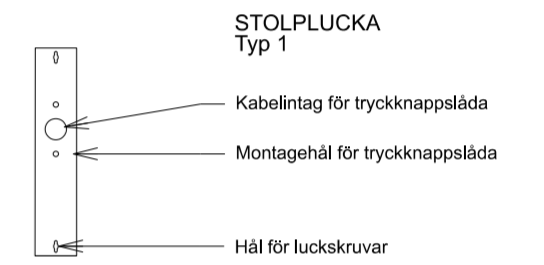 STOLPLUCKA
Typ 1
Kabelintag för tryckknappslåda
Montagehål för tryckknappslåda
Hål för luckskruvar